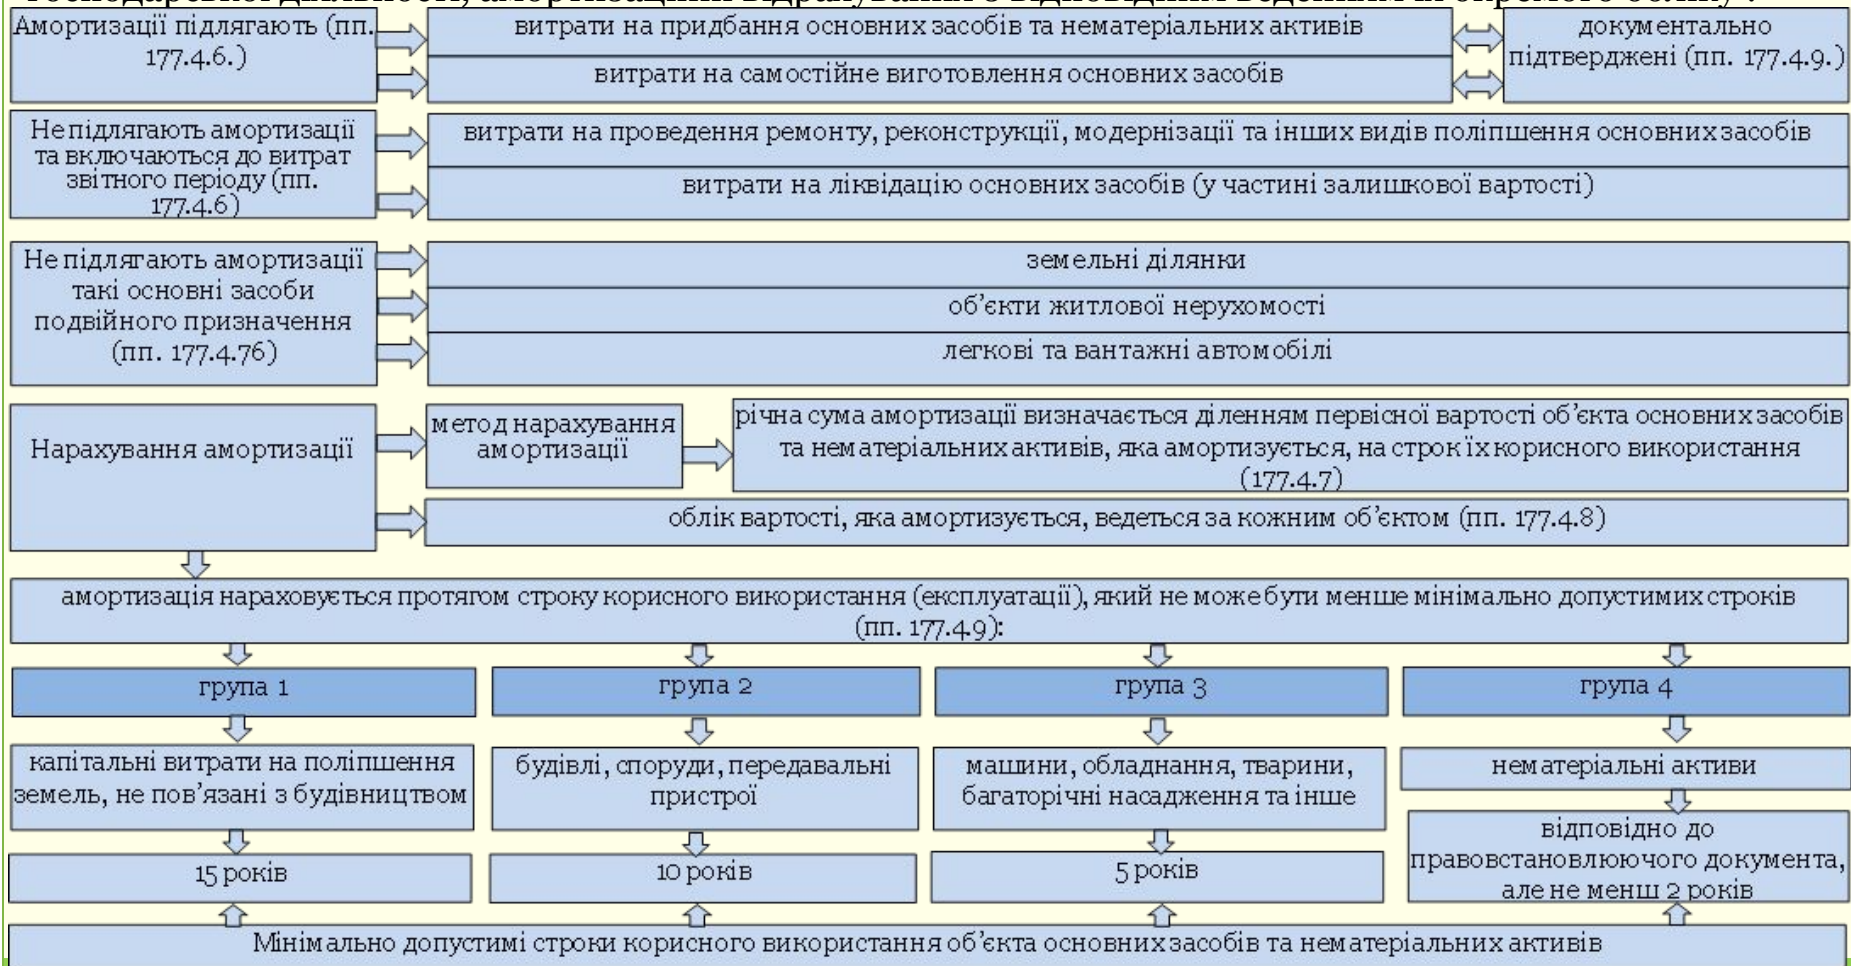 господарської діяльності, амортизаційні відрахування з відповідним веденням їх окремого обліку".
Амортизації підлягають (пп.
177.4.6.)
витрати на придбання основних засобів та нематеріальних активів
витрати на самостійне виготовлення основних засобів
документально
підтверджені (пп. 177.4.9.)
Не підлягають амортизації
та включаються до витрат
звітного періоду (пп.
177.4.6)
витрати на проведення ремонту, реконструкції, модернізації та інших видів поліпшення основних засобів
витрати на ліквідацію основних засобів (у частині залишкової вартості)
Не підлягають амортизації
такі основні засоби
подвійного призначення
(пп. 177.4.76)
земельні ділянки
об’єкти житлової нерухомості
легкові та вантажні автомобілі
Нарахування амортизації
метод нарахування
амортизації
річна сума амортизації визначається діленням первісної вартості об’єкта основних засобів
та нематеріальних активів, яка амортизується, на строк їх корисного використання
(177.4.7)
облік вартості, яка амортизується, ведеться за кожним об’єктом (пп. 177.4.8)
амортизація нараховується протягом строку корисного використання (експлуатації), який не може бути менше мінімально допустимих строків
(пп. 177.4.9):
група 1
група 2
група 3
група 4
капітальні витрати на поліпшення
земель, не пов’язані з будівництвом
будівлі, споруди, передавальні
пристрої
машини, обладнання, тварини,
багаторічні насадження та інше
нематеріальні активи
15 років
10 років
5 років
відповідно до
правовстановлюючого документа,
але не менш 2 років
Мінімально допустимі строки корисного використання об’єкта основних засобів та нематеріальних активів